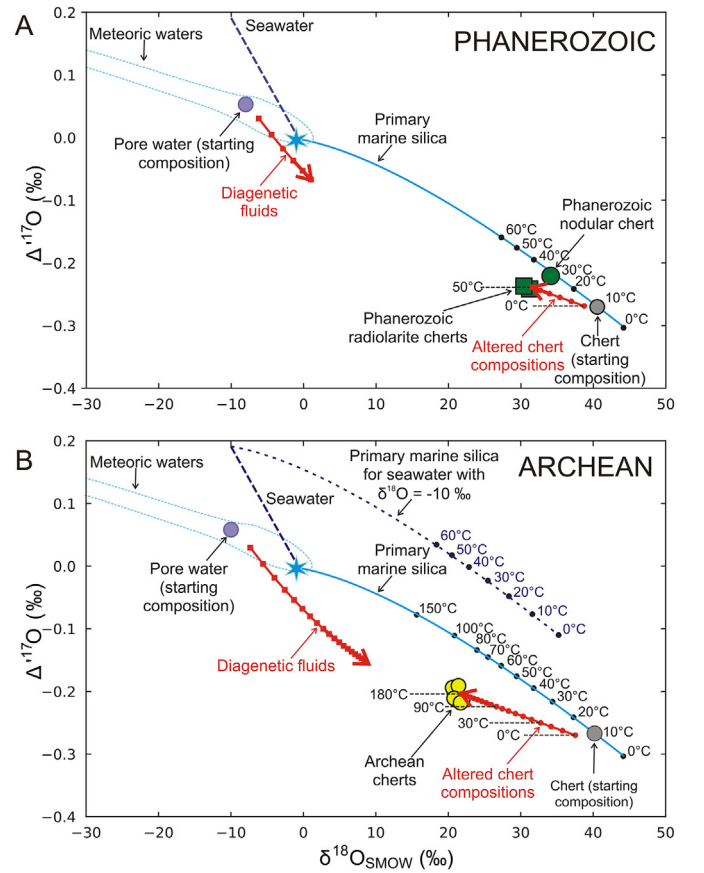 A
PHANEROZOIC
Meteoric waters
Seawater
Pore water (starting
composition)
Diagenetic
fluids
Primary
marine silica
Phanerozoic
nodular chert
60°C
50°C
40°C
30°C
20°C
10°C
0°C
50°C
0°C
Phanerozoic
radiolarite cherts
Altered chert
compositions
Chert
(starting
composition)
Δ'¹⁷O (‰)
0.2
0.1
0.0
−0.1
−0.2
−0.3
−0.4
−30
−20
−10
0
10
20
30
40
50
B
ARCHEAN
Meteoric waters
Seawater
Primary marine silica
for seawater with
δ¹⁸O = -10 ‰
60°C
50°C
40°C
30°C
20°C
10°C
0°C
Pore water
(starting
composition)
Primary
marine silica
150°C
100°C
80°C
70°C
60°C
50°C
40°C
30°C
20°C
10°C
0°C
Diagenetic fluids
180°C
90°C
30°C
0°C
Archean
cherts
Altered chert
compositions
Chert (starting
composition)
Δ'¹⁷O (‰)
0.2
0.1
0.0
−0.1
−0.2
−0.3
−0.4
−30
−20
−10
0
10
20
30
40
50
δ¹⁸O SMOW (‰)